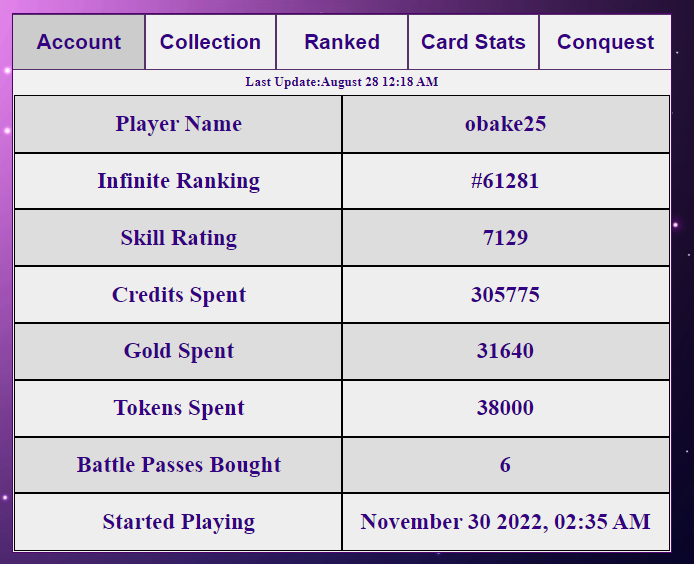 Account Collection Ranked Card Stats Conquest
Last Update:August 28 12:18 AM
Player Name obake25
Infinite Ranking #61281
Skill Rating 7129
Credits Spent 305775
Gold Spent 31640
Tokens Spent 38000
Battle Passes Bought 6
Started Playing November 30 2022, 02:35 AM